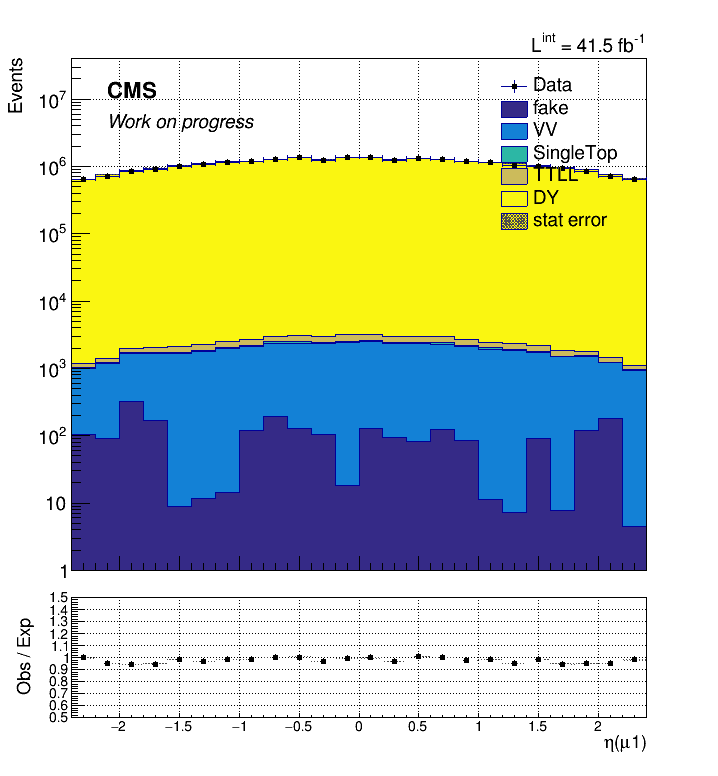 L^int = 41.5 fb^-1
Events
CMS
Work on progress
Data
fake
VV
SingleTop
TTLL
DY
stat error
10^7
10^6
10^5
10^4
10^3
10^2
10
1
Obs / Exp
1.5
1.4
1.3
1.2
1.1
1
0.9
0.8
0.7
0.6
0.5
−2 −1.5 −1 −0.5 0 0.5 1 1.5 2
η(μ1)